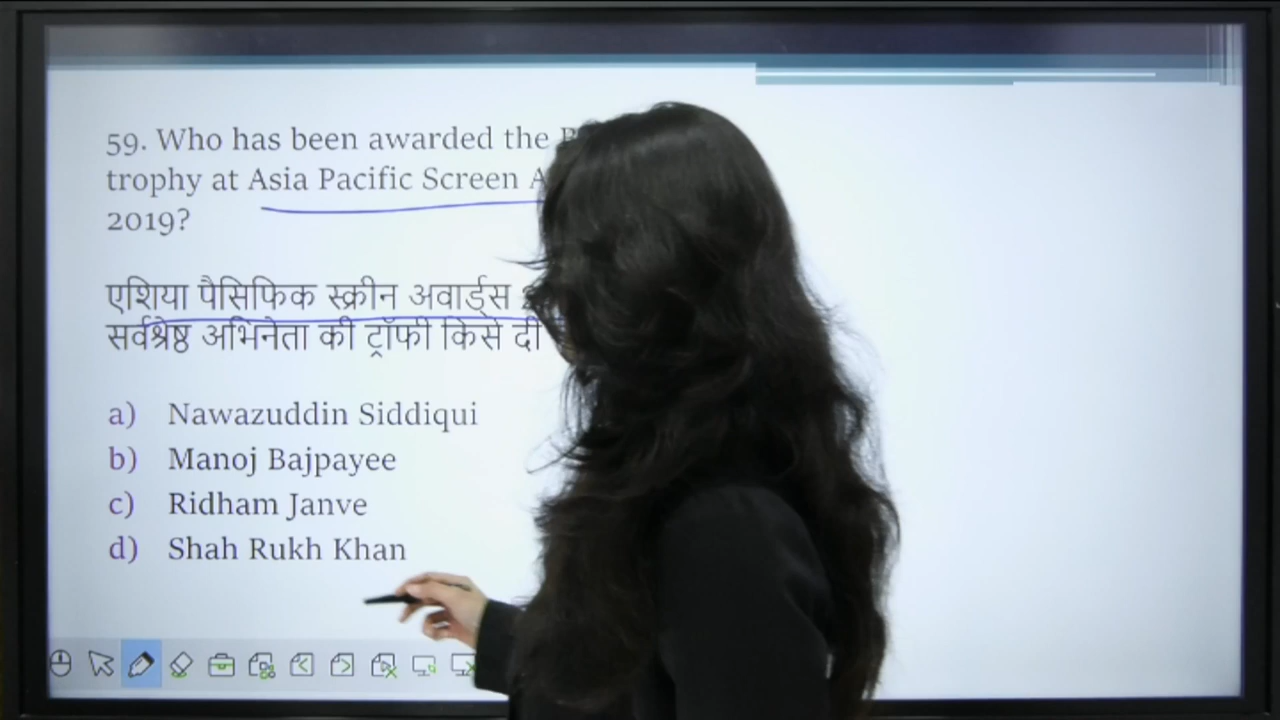 59. Who has been awarded the
trophy at Asia Pacific Screen
2019?
एशिया पैसिफिक स्क्रीन अवार्ड्स
सर्वश्रेष्ठ अभिनेता की ट्रॉफी किसे दी
a) Nawazuddin Siddiqui
b) Manoj Bajpayee
c) Ridham Janve
d) Shah Rukh Khan